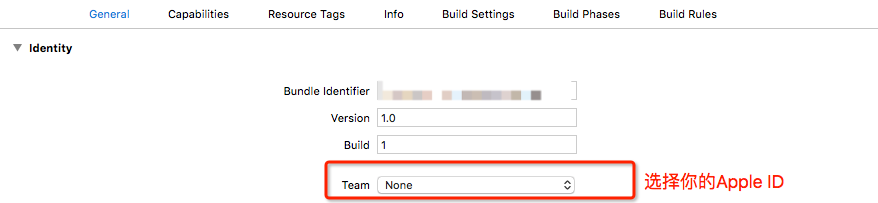 General Capabilities Resource Tags Info Build Settings Build Phases Build Rules
Identity
Bundle Identifier
Version 1.0
Build 1
Team None 选择你的Apple ID